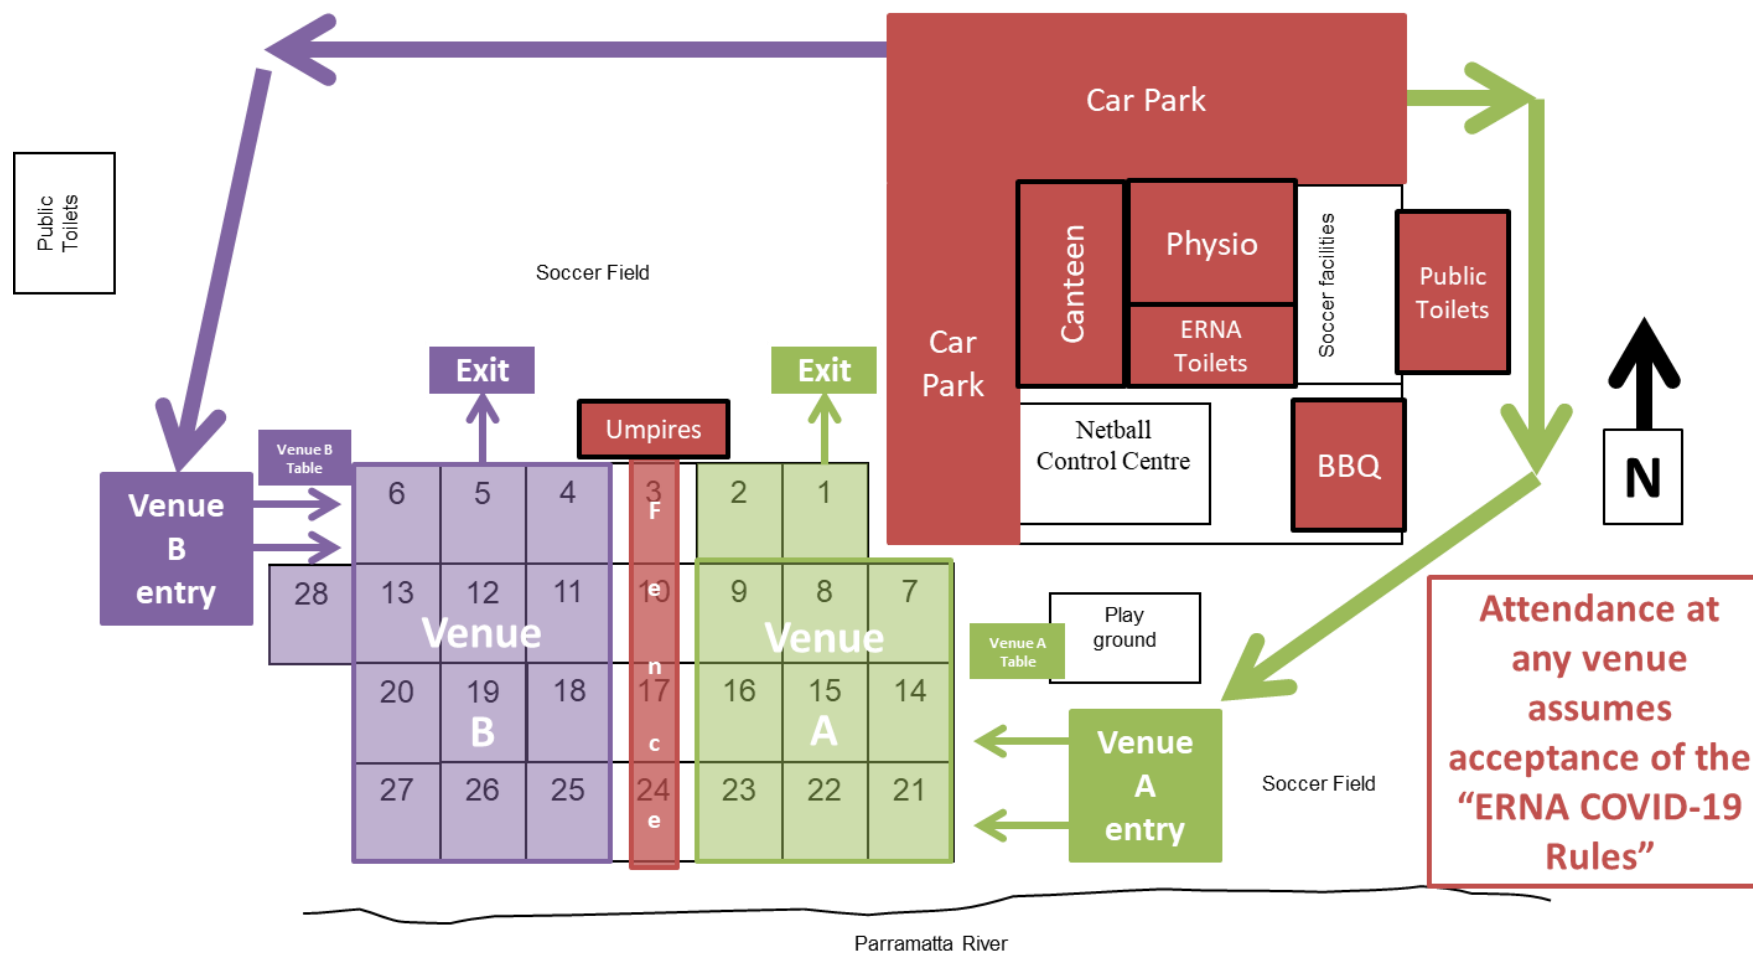 Car Park
Public
Toilets
Canteen
Physio
Soccer facilities
Public
Toilets
Soccer Field
ERNA
Toilets
Car
Park
Exit
Exit
Umpires
Netball
Control Centre
BBQ
N
Venue B
Table
Venue
B
entry
6
5
4
3
2
1
28
13
12
11
10
9
8
7
Venue
Venue
20
19
18
17
16
15
14
B
A
27
26
25
24
23
22
21
F
e
n
c
e
Venue A
Table
Play
ground
Venue
A
entry
Soccer Field
Attendance at
any venue
assumes
acceptance of the
“ERNA COVID-19
Rules”
Parramatta River